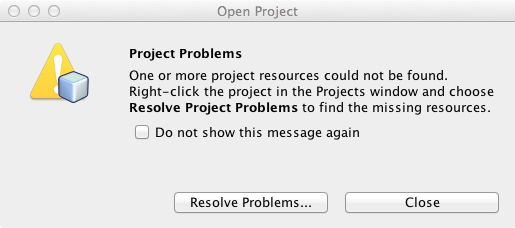 Open Project
Project Problems
One or more project resources could not be found.
Right-click the project in the Projects window and choose
Resolve Project Problems to find the missing resources.
Do not show this message again
Resolve Problems...
Close